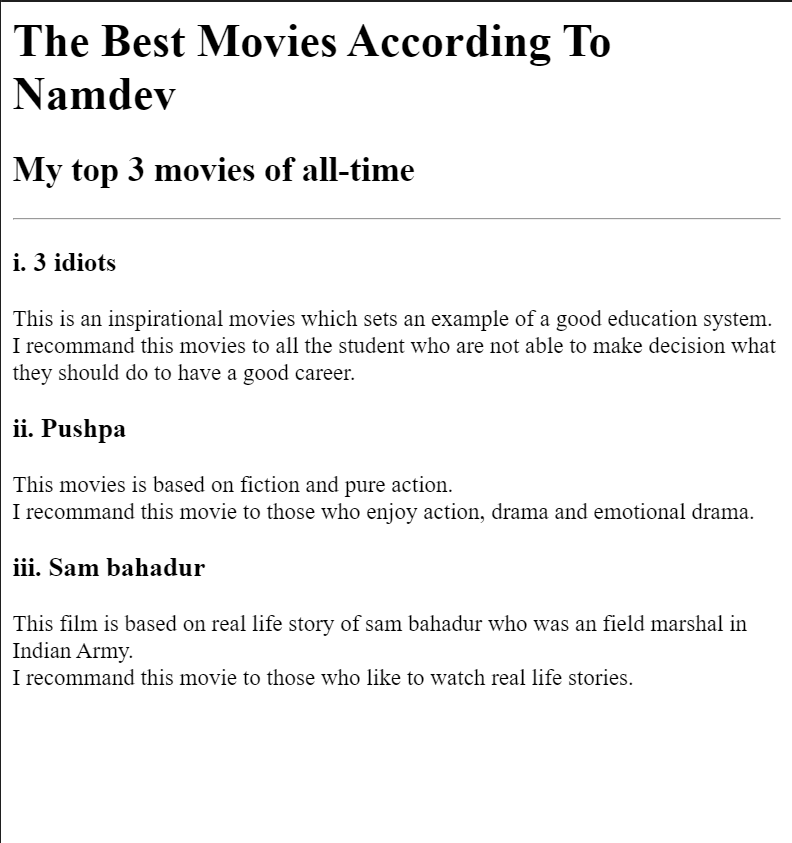 The Best Movies According To
Namdev
My top 3 movies of all-time
i. 3 idiots
This is an inspirational movies which sets an example of a good education system.
I recommand this movies to all the student who are not able to make decision what
they should do to have a good career.
ii. Pushpa
This movies is based on fiction and pure action.
I recommand this movie to those who enjoy action, drama and emotional drama.
iii. Sam bahadur
This film is based on real life story of sam bahadur who was an field marshal in
Indian Army.
I recommand this movie to those who like to watch real life stories.